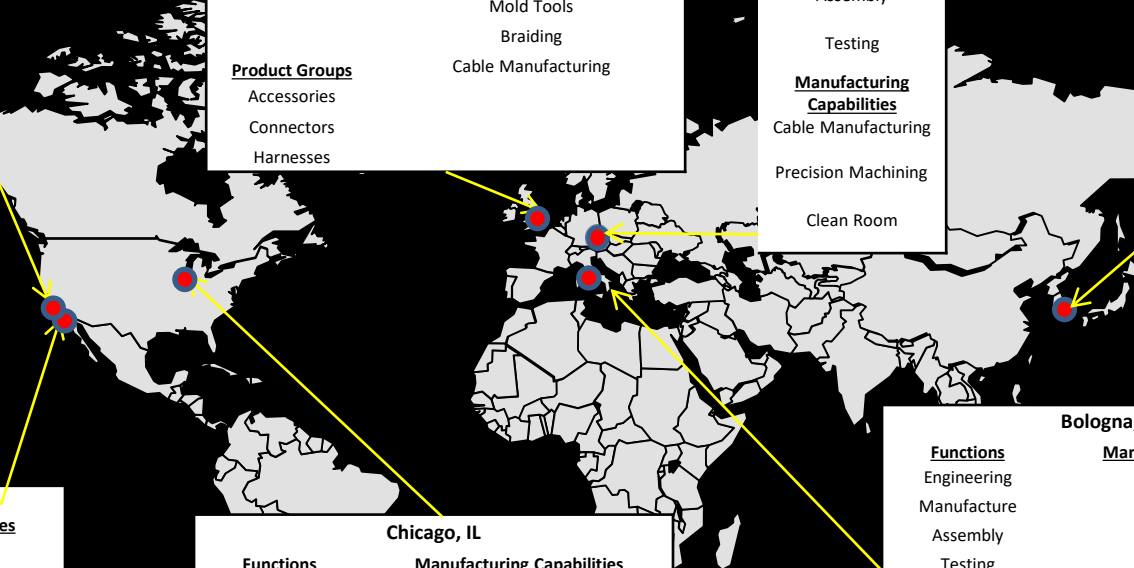 Mold Tools
Braiding
Cable Manufacturing
Product Groups
Accessories
Connectors
Harnesses
Assembly
Testing
Manufacturing
Capabilities
Cable Manufacturing
Precision Machining
Clean Room
Bologna,
Functions
Engineering
Manufacture
Assembly
Testing
Chicago, IL
Functions Manufacturing Capabilities